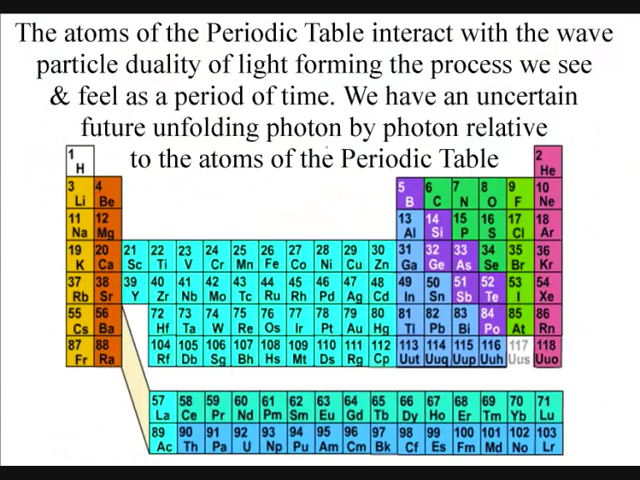 The atoms of the Periodic Table interact with the wave
particle duality of light forming the process we see
& feel as a period of time. We have an uncertain
future unfolding photon by photon relative
to the atoms of the Periodic Table
1 2
H He
3 4 5 6 7 8 9 10
Li Be B C N O F Ne
11 12 13 14 15 16 17 18
Na Mg Al Si P S Cl Ar
19 20 21 22 23 24 25 26 27 28 29 30 31 32 33 34 35 36
K Ca Sc Ti V Cr Mn Fe Co Ni Cu Zn Ga Ge As Se Br Kr
37 38 39 40 41 42 43 44 45 46 47 48 49 50 51 52 53 54
Rb Sr Y Zr Nb Mo Tc Ru Rh Pd Ag Cd In Sn Sb Te I Xe
55 56 72 73 74 75 76 77 78 79 80 81 82 83 84 85 86
Cs Ba Hf Ta W Re Os Ir Pt Au Hg Tl Pb Bi Po At Rn
87 88 104 105 106 107 108 109 110 111 112 113 114 115 116 117 118
Fr Ra Rf Db Sg Bh Hs Mt Ds Rg Cp Uut Uuq Uup Uuh Uus Uuo
57 58 59 60 61 62 63 64 65 66 67 68 69 70 71
La Ce Pr Nd Pm Sm Eu Gd Tb Dy Ho Er Tm Yb Lu
89 90 91 92 93 94 95 96 97 98 99 100 101 102 103
Ac Th Pa U Np Pu Am Cm Bk Cf Es Fm Md No Lr